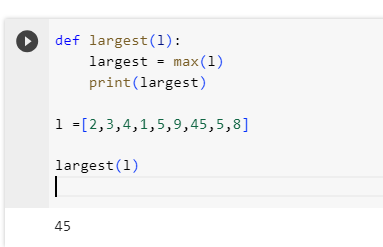 def largest(l):
    largest = max(l)
    print(largest)
l =[2,3,4,1,5,9,45,5,8]
largest(l)
45